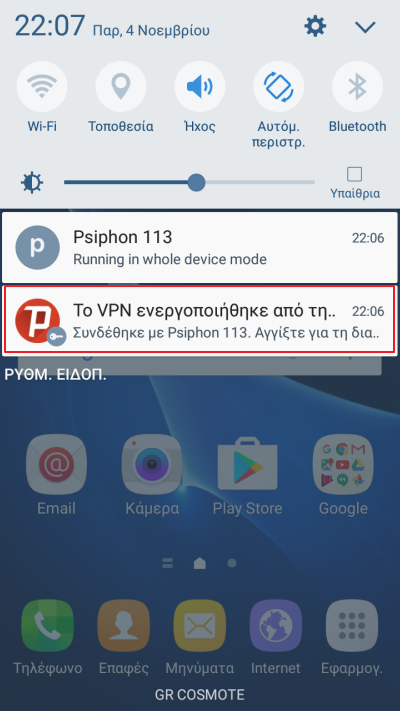 22:07 Παρ, 4 Νοεμβρίου
Wi-Fi Τοποθεσία Ήχος Αυτόμ. περιστρ. Bluetooth
Υπαίθρια
p Psiphon 113 22:06
Running in whole device mode
Το VPN ενεργοποιήθηκε από τη.. 22:06
Συνδέθηκε με Psiphon 113. Αγγίξτε για τη δια..
ΡΥΘΜ. ΕΙΔΟΠ.
Email Κάμερα Play Store Google
Τηλέφωνο Επαφές Μηνύματα Internet Εφαρμογ.
GR COSMOTE